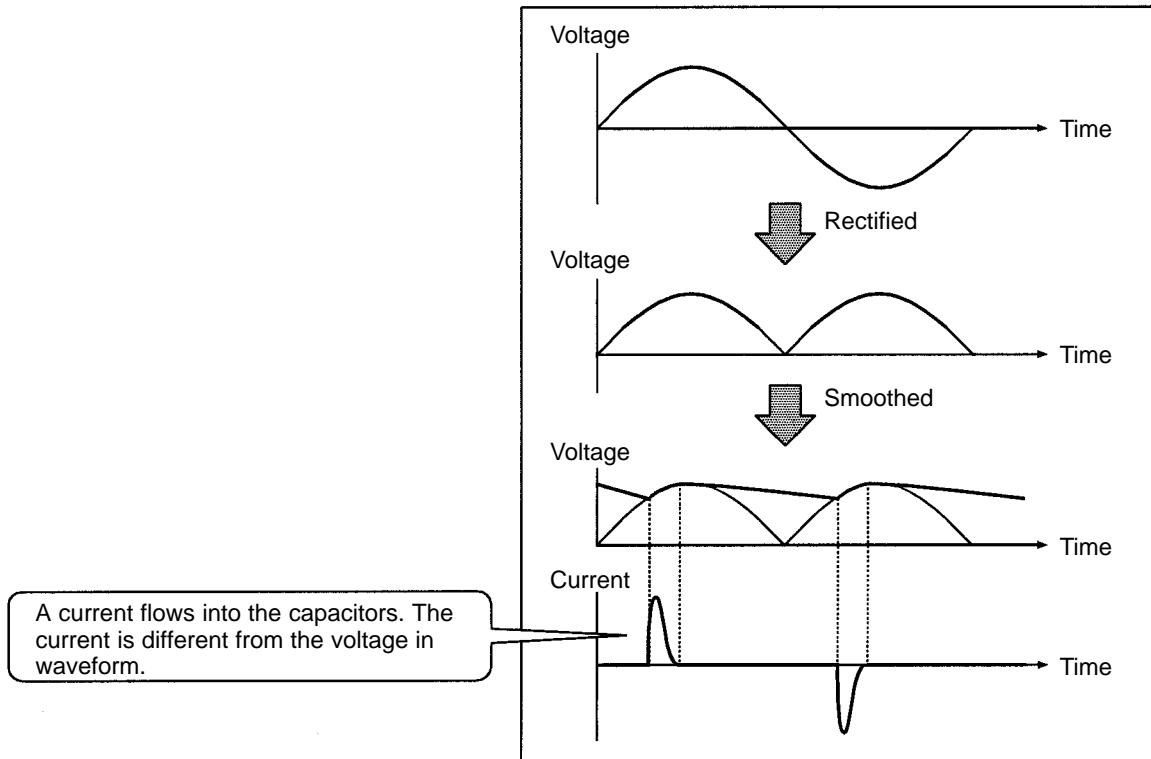 Voltage
Time
Rectified
Voltage
Time
Smoothed
Voltage
Time
Current
A current flows into the capacitors. The
current is different from the voltage in
waveform.
Time